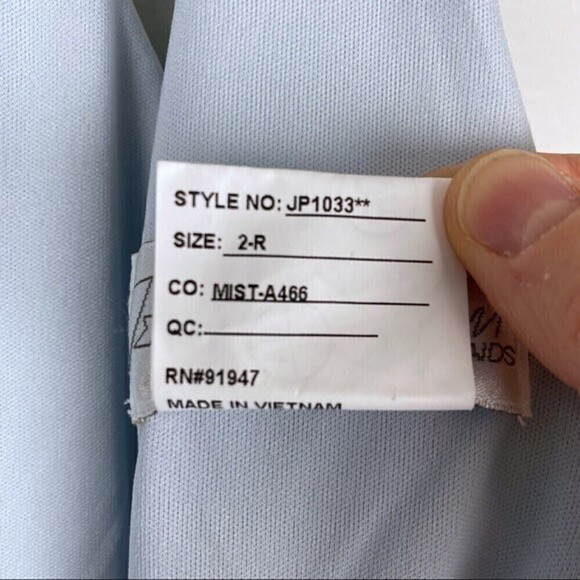 STYLE NO: JP1033**
SIZE: 2-R
CO: MIST-A466
QC:
RN#91947
MADE IN VIETNAM